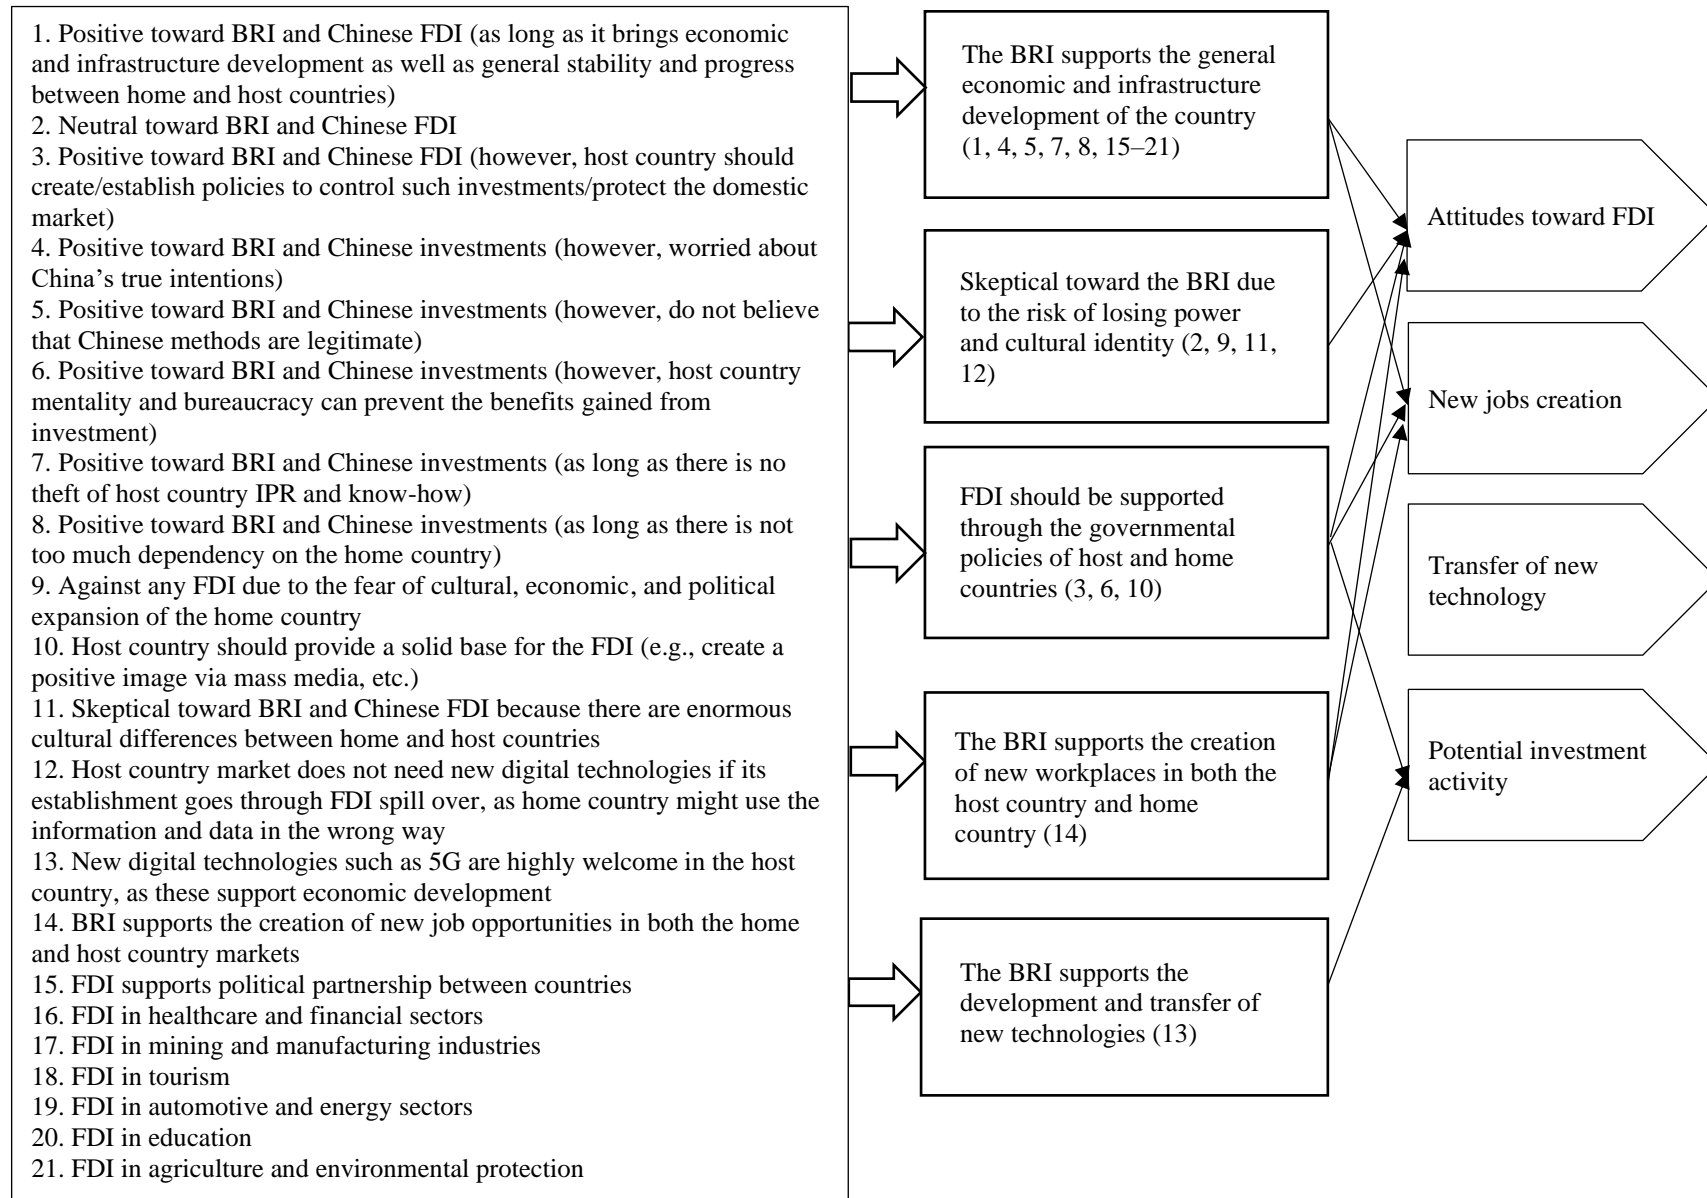 1. Positive toward BRI and Chinese FDI (as long as it brings economic
and infrastructure development as well as general stability and progress
between home and host countries)
2. Neutral toward BRI and Chinese FDI
3. Positive toward BRI and Chinese FDI (however, host country should
create/establish policies to control such investments/protect the domestic
market)
4. Positive toward BRI and Chinese investments (however, worried about
China’s true intentions)
5. Positive toward BRI and Chinese investments (however, do not believe
that Chinese methods are legitimate)
6. Positive toward BRI and Chinese investments (however, host country
mentality and bureaucracy can prevent the benefits gained from
investment)
7. Positive toward BRI and Chinese investments (as long as there is no
theft of host country IPR and know-how)
8. Positive toward BRI and Chinese investments (as long as there is not
too much dependency on the home country)
9. Against any FDI due to the fear of cultural, economic, and political
expansion of the home country
10. Host country should provide a solid base for the FDI (e.g., create a
positive image via mass media, etc.)
11. Skeptical toward BRI and Chinese FDI because there are enormous
cultural differences between home and host countries
12. Host country market does not need new digital technologies if its
establishment goes through FDI spill over, as home country might use the
information and data in the wrong way
13. New digital technologies such as 5G are highly welcome in the host
country, as these support economic development
14. BRI supports the creation of new job opportunities in both the home
and host country markets
15. FDI supports political partnership between countries
16. FDI in healthcare and financial sectors
17. FDI in mining and manufacturing industries
18. FDI in tourism
19. FDI in automotive and energy sectors
20. FDI in education
21. FDI in agriculture and environmental protection
The BRI supports the general
economic and infrastructure
development of the country
(1, 4, 5, 7, 8, 15–21)
Skeptical toward the BRI due
to the risk of losing power
and cultural identity (2, 9, 11,
12)
FDI should be supported
through the governmental
policies of host and home
countries (3, 6, 10)
The BRI supports the creation
of new workplaces in both the
host country and home
country (14)
The BRI supports the
development and transfer of
new technologies (13)
Attitudes toward FDI
New jobs creation
Transfer of new
technology
Potential investment
activity